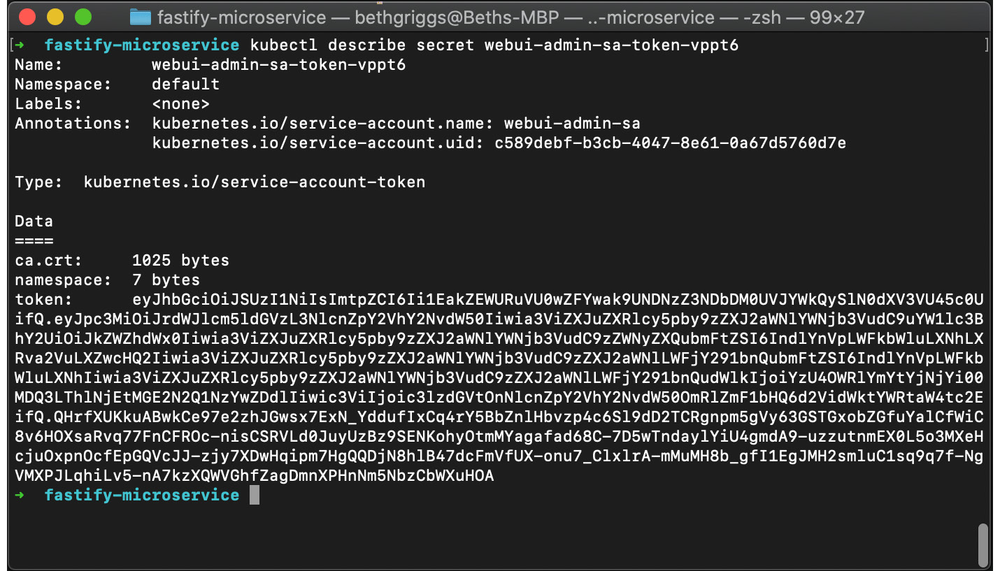 fastify-microservice — bethgriggs@Beths-MBP — ..-microservice — -zsh — 99×27
[→ fastify-microservice kubectl describe secret webui-admin-sa-token-vppt6 ]
Name: webui-admin-sa-token-vppt6
Namespace: default
Labels: <none>
Annotations: kubernetes.io/service-account.name: webui-admin-sa
kubernetes.io/service-account.uid: c589debf-b3cb-4047-8e61-0a67d5760d7e
Type: kubernetes.io/service-account-token
Data
====
ca.crt: 1025 bytes
namespace: 7 bytes
token: eyJhbGciOiJSUzI1NiIsImtpZCI6Ii1EakZEWURuVU0wZFYwak9UNDNzZ3NDbDM0UVJYWkQySlN0dXV3VU45c0U
ifQ.eyJpc3MiOiJrdWJlcm5ldGVzL3NlcnZpY2VhY2NvdW50Iiwia3ViZXJuZXRlcy5pby9zZXJ2aWNlYWNjb3VudC9uYW1lc3B
hY2UiOiJkZWZhdWx0Iiwia3ViZXJuZXRlcy5pby9zZXJ2aWNlYWNjb3VudC9zZWNyZXQubmFtZSI6IndlYnVpLWFkbWluLXNhLX
Rva2VuLXZwcHQ2Iiwia3ViZXJuZXRlcy5pby9zZXJ2aWNlYWNjb3VudC9zZXJ2aWNlLWFjY291bnQubmFtZSI6IndlYnVpLWFkb
WluLXNhIiwia3ViZXJuZXRlcy5pby9zZXJ2aWNlYWNjb3VudC9zZXJ2aWNlLWFjY291bnQudWlkIjoiYzU4OWRlYmYtYjNjYi00
MDQ3LThlNjEtMGE2N2Q1NzYwZDdlIiwic3ViIjoic3lzdGVtOnNlcnZpY2VhY2NvdW50OmRlZmF1bHQ6d2VidWktYWRtaW4tc2E
ifQ.QHrfXUKkuABwkCe97e2zhJGwsx7ExN_YddufIxCq4rY5BbZnlHbvzp4c6Sl9dD2TCRgnpm5gVy63GSTGxobZGfuYalCfWiC
8v6HOXsaRvq77FnCFROc-nisCSRVLd0JuyUzBz9SENKohyOtmMYagafad68C-7D5wTndaylYiU4gmdA9-uzzutnmEX0L5o3MXeH
cjuOxpnOcfEpGQVcJJ-zjy7XDwHqipm7HgQQDjN8hlB47dcFmVfUX-onu7_ClxlrA-mMuMH8b_gfI1EgJMH2smluC1sq9q7f-Ng
VMXPJLqhiLv5-nA7kzXQWVGhfZagDmnXPHnNm5NbzCbWXuHOA
→ fastify-microservice